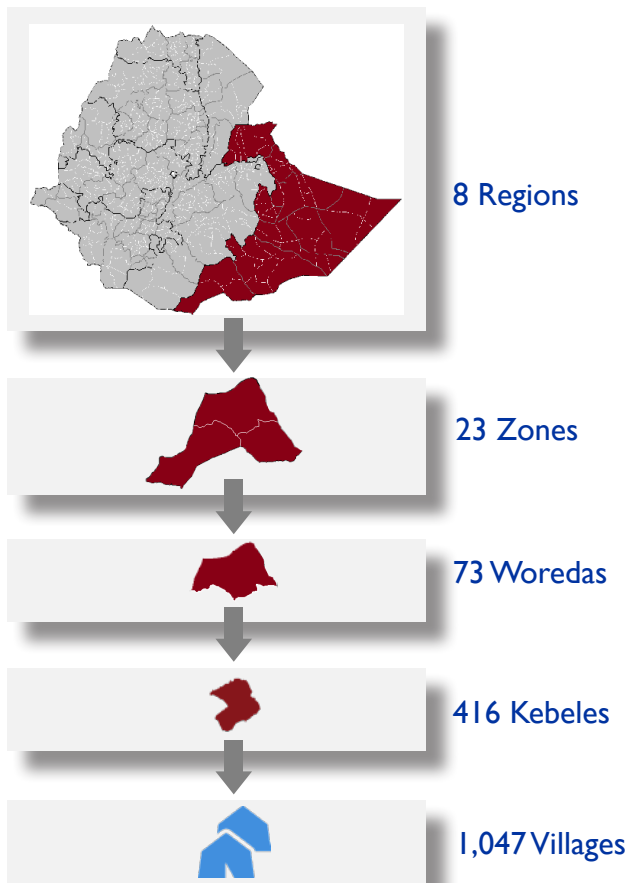 8 Regions
23 Zones
73 Woredas
416 Kebeles
1,047 Villages